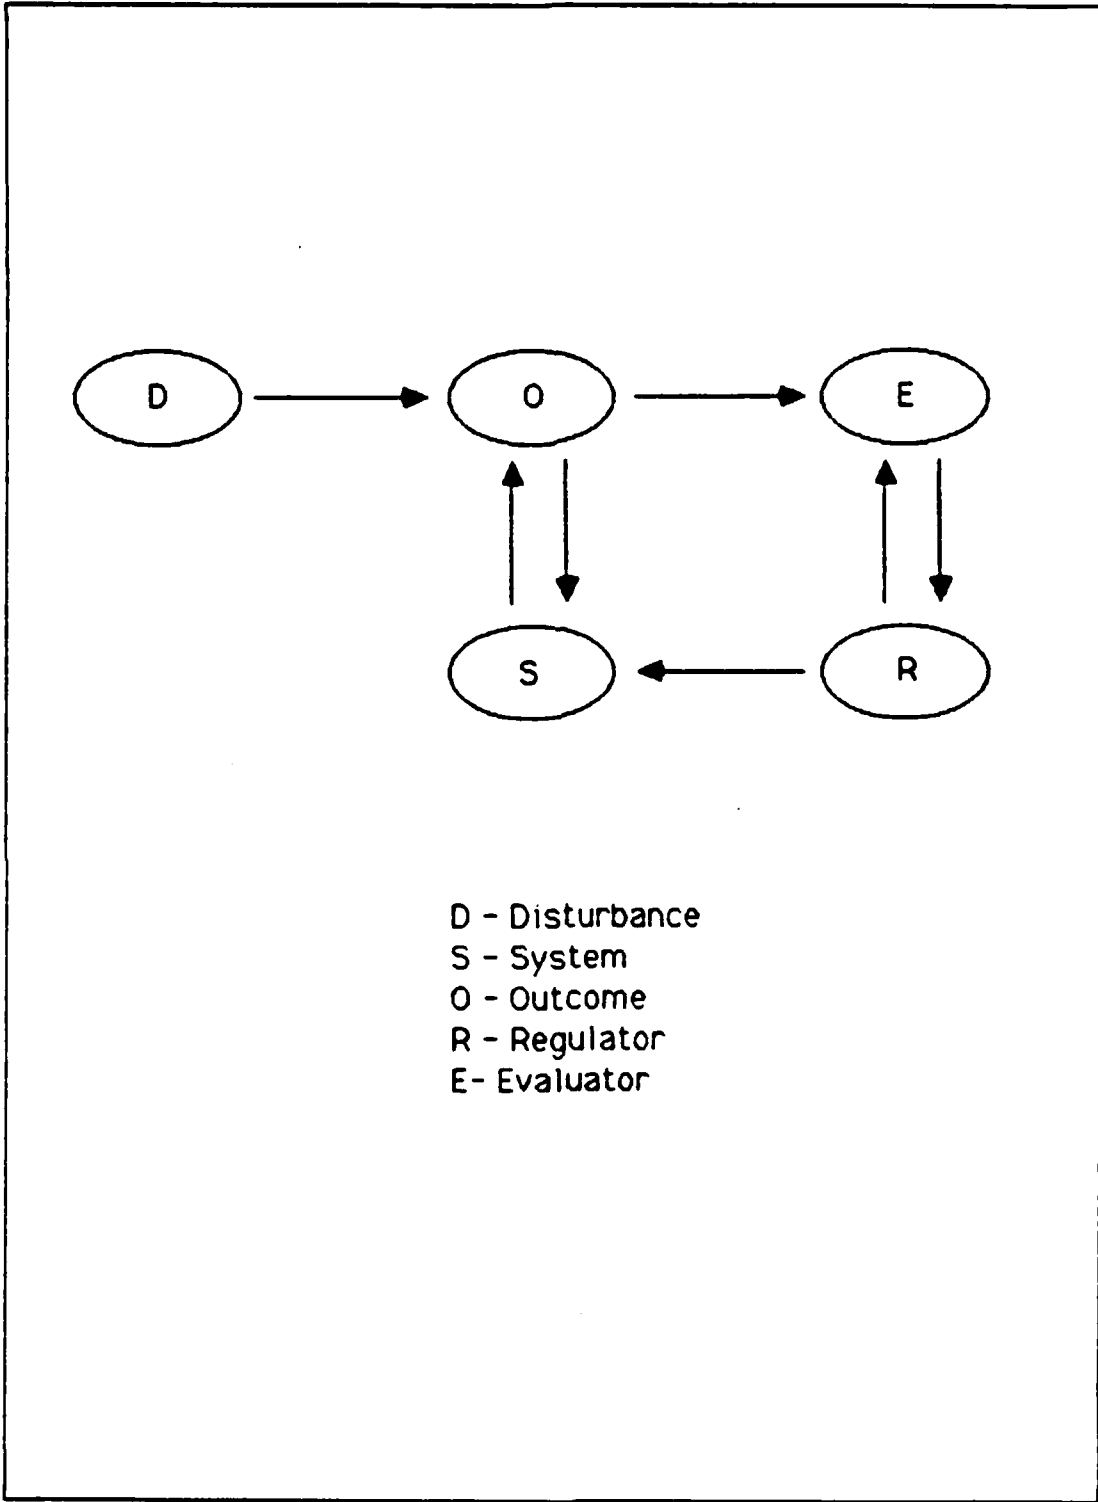 D
O
E
S
R
D - Disturbance
S - System
O - Outcome
R - Regulator
E- Evaluator